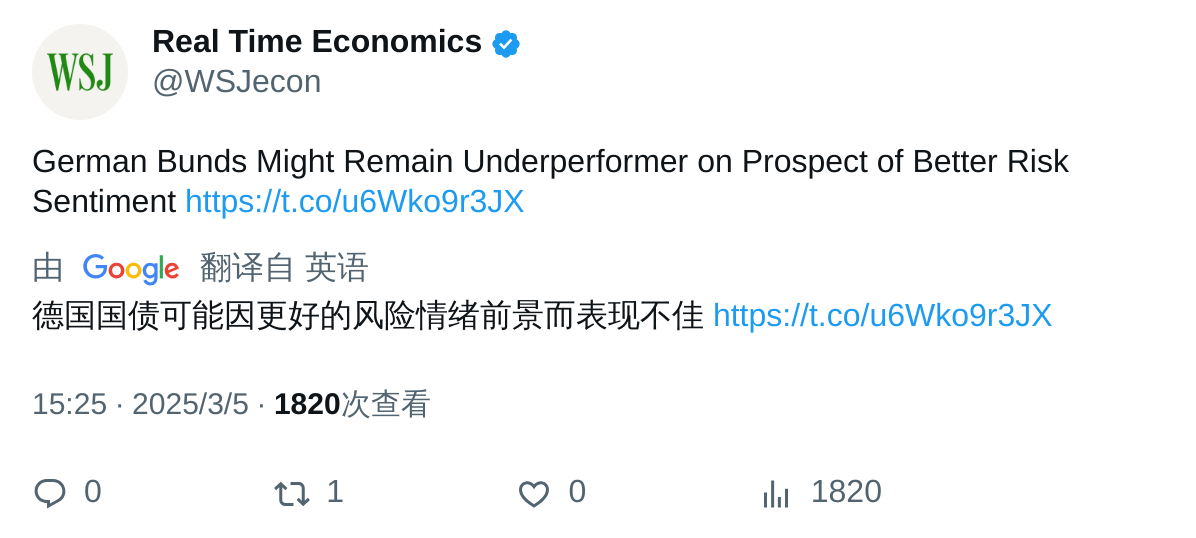 WSJ
Real Time Economics
@WSJecon
German Bunds Might Remain Underperformer on Prospect of Better Risk
Sentiment https://t.co/u6Wko9r3JX
由 Google 翻译自 英语
德国国债可能因更好的风险情绪前景而表现不佳 https://t.co/u6Wko9r3JX
15:25 · 2025/3/5 · 1820次查看
0 1 0 1820